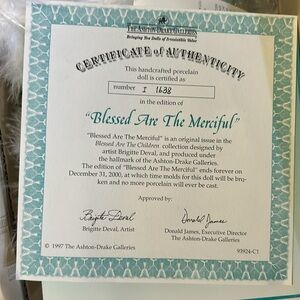 THE ASHTON-DRAKE GALLERIES
Bringing You Dolls of Irresistible Value
CERTIFICATE of AUTHENTICITY
This handcrafted porcelain
doll is certified as
number I 1638
in the edition of
"Blessed Are The Merciful"
"Blessed Are The Merciful" is an original issue in the
Blessed Are The Children collection designed by
artist Brigitte Deval, and produced under
the hallmark of the Ashton-Drake Galleries.
The edition of "Blessed Are The Merciful" ends forever on
December 31, 2000, at which time molds for this doll will be bro-
ken and no more porcelain will ever be cast.
Approved by:
Brigitte Deval Donald James
Brigitte Deval, Artist Donald James, Executive Director
The Ashton-Drake Galleries
© 1997 The Ashton-Drake Galleries 93924-C1